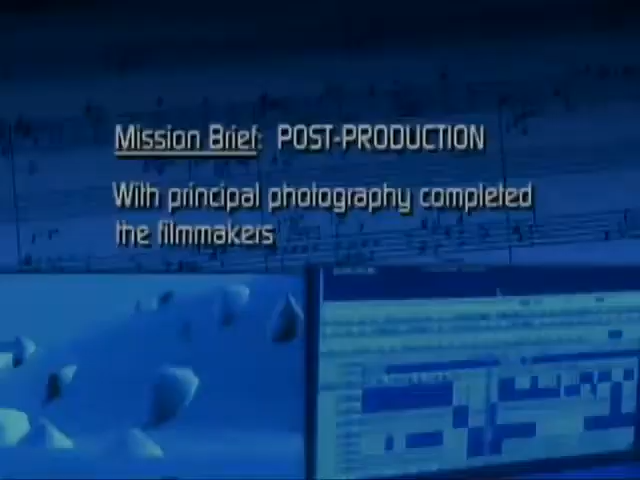 Mission Brief: POST-PRODUCTION
With principal photography completed
the filmmakers